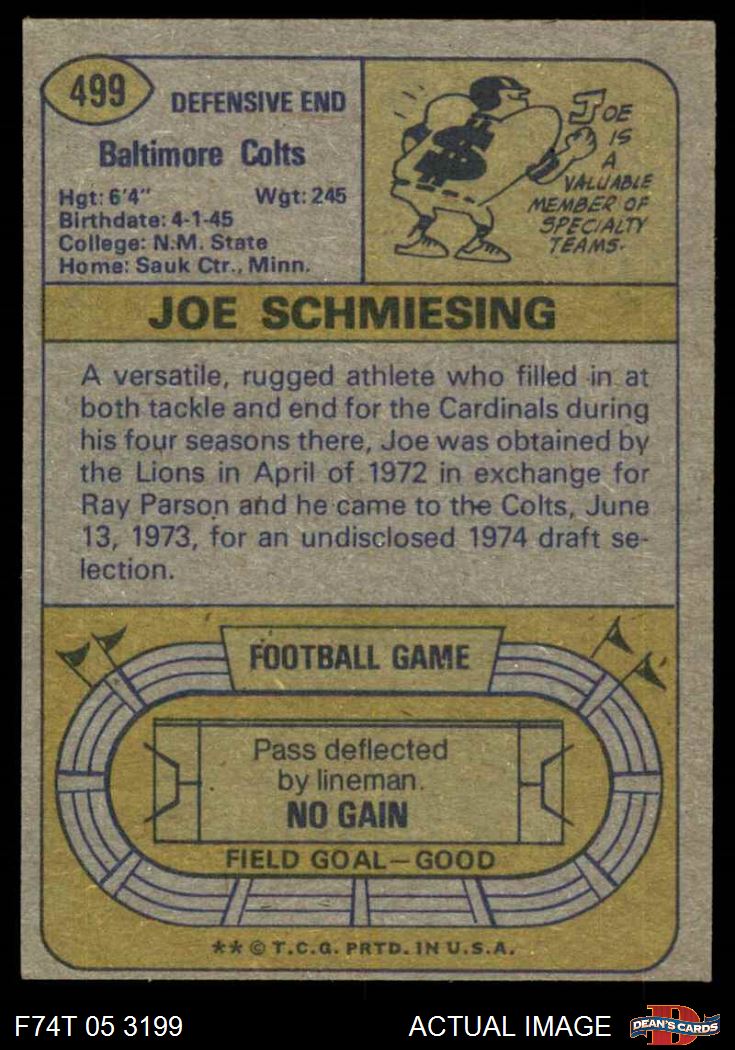 499
DEFENSIVE END
Baltimore Colts
Hgt: 6'4" Wgt: 245
Birthdate: 4-1-45
College: N.M. State
Home: Sauk Ctr., Minn.
$
JOE
IS
A
VALUABLE
MEMBER OF
SPECIALTY
TEAMS.
JOE SCHMIESING
A versatile, rugged athlete who filled in at
both tackle and end for the Cardinals during
his four seasons there, Joe was obtained by
the Lions in April of 1972 in exchange for
Ray Parson and he came to the Colts, June
13, 1973, for an undisclosed 1974 draft se-
lection.
FOOTBALL GAME
Pass deflected
by lineman.
NO GAIN
FIELD GOAL—GOOD
** © T.C.G. PRTD. IN U.S.A.
F74T 05 3199
ACTUAL IMAGE
D
DEAN'S CARDS